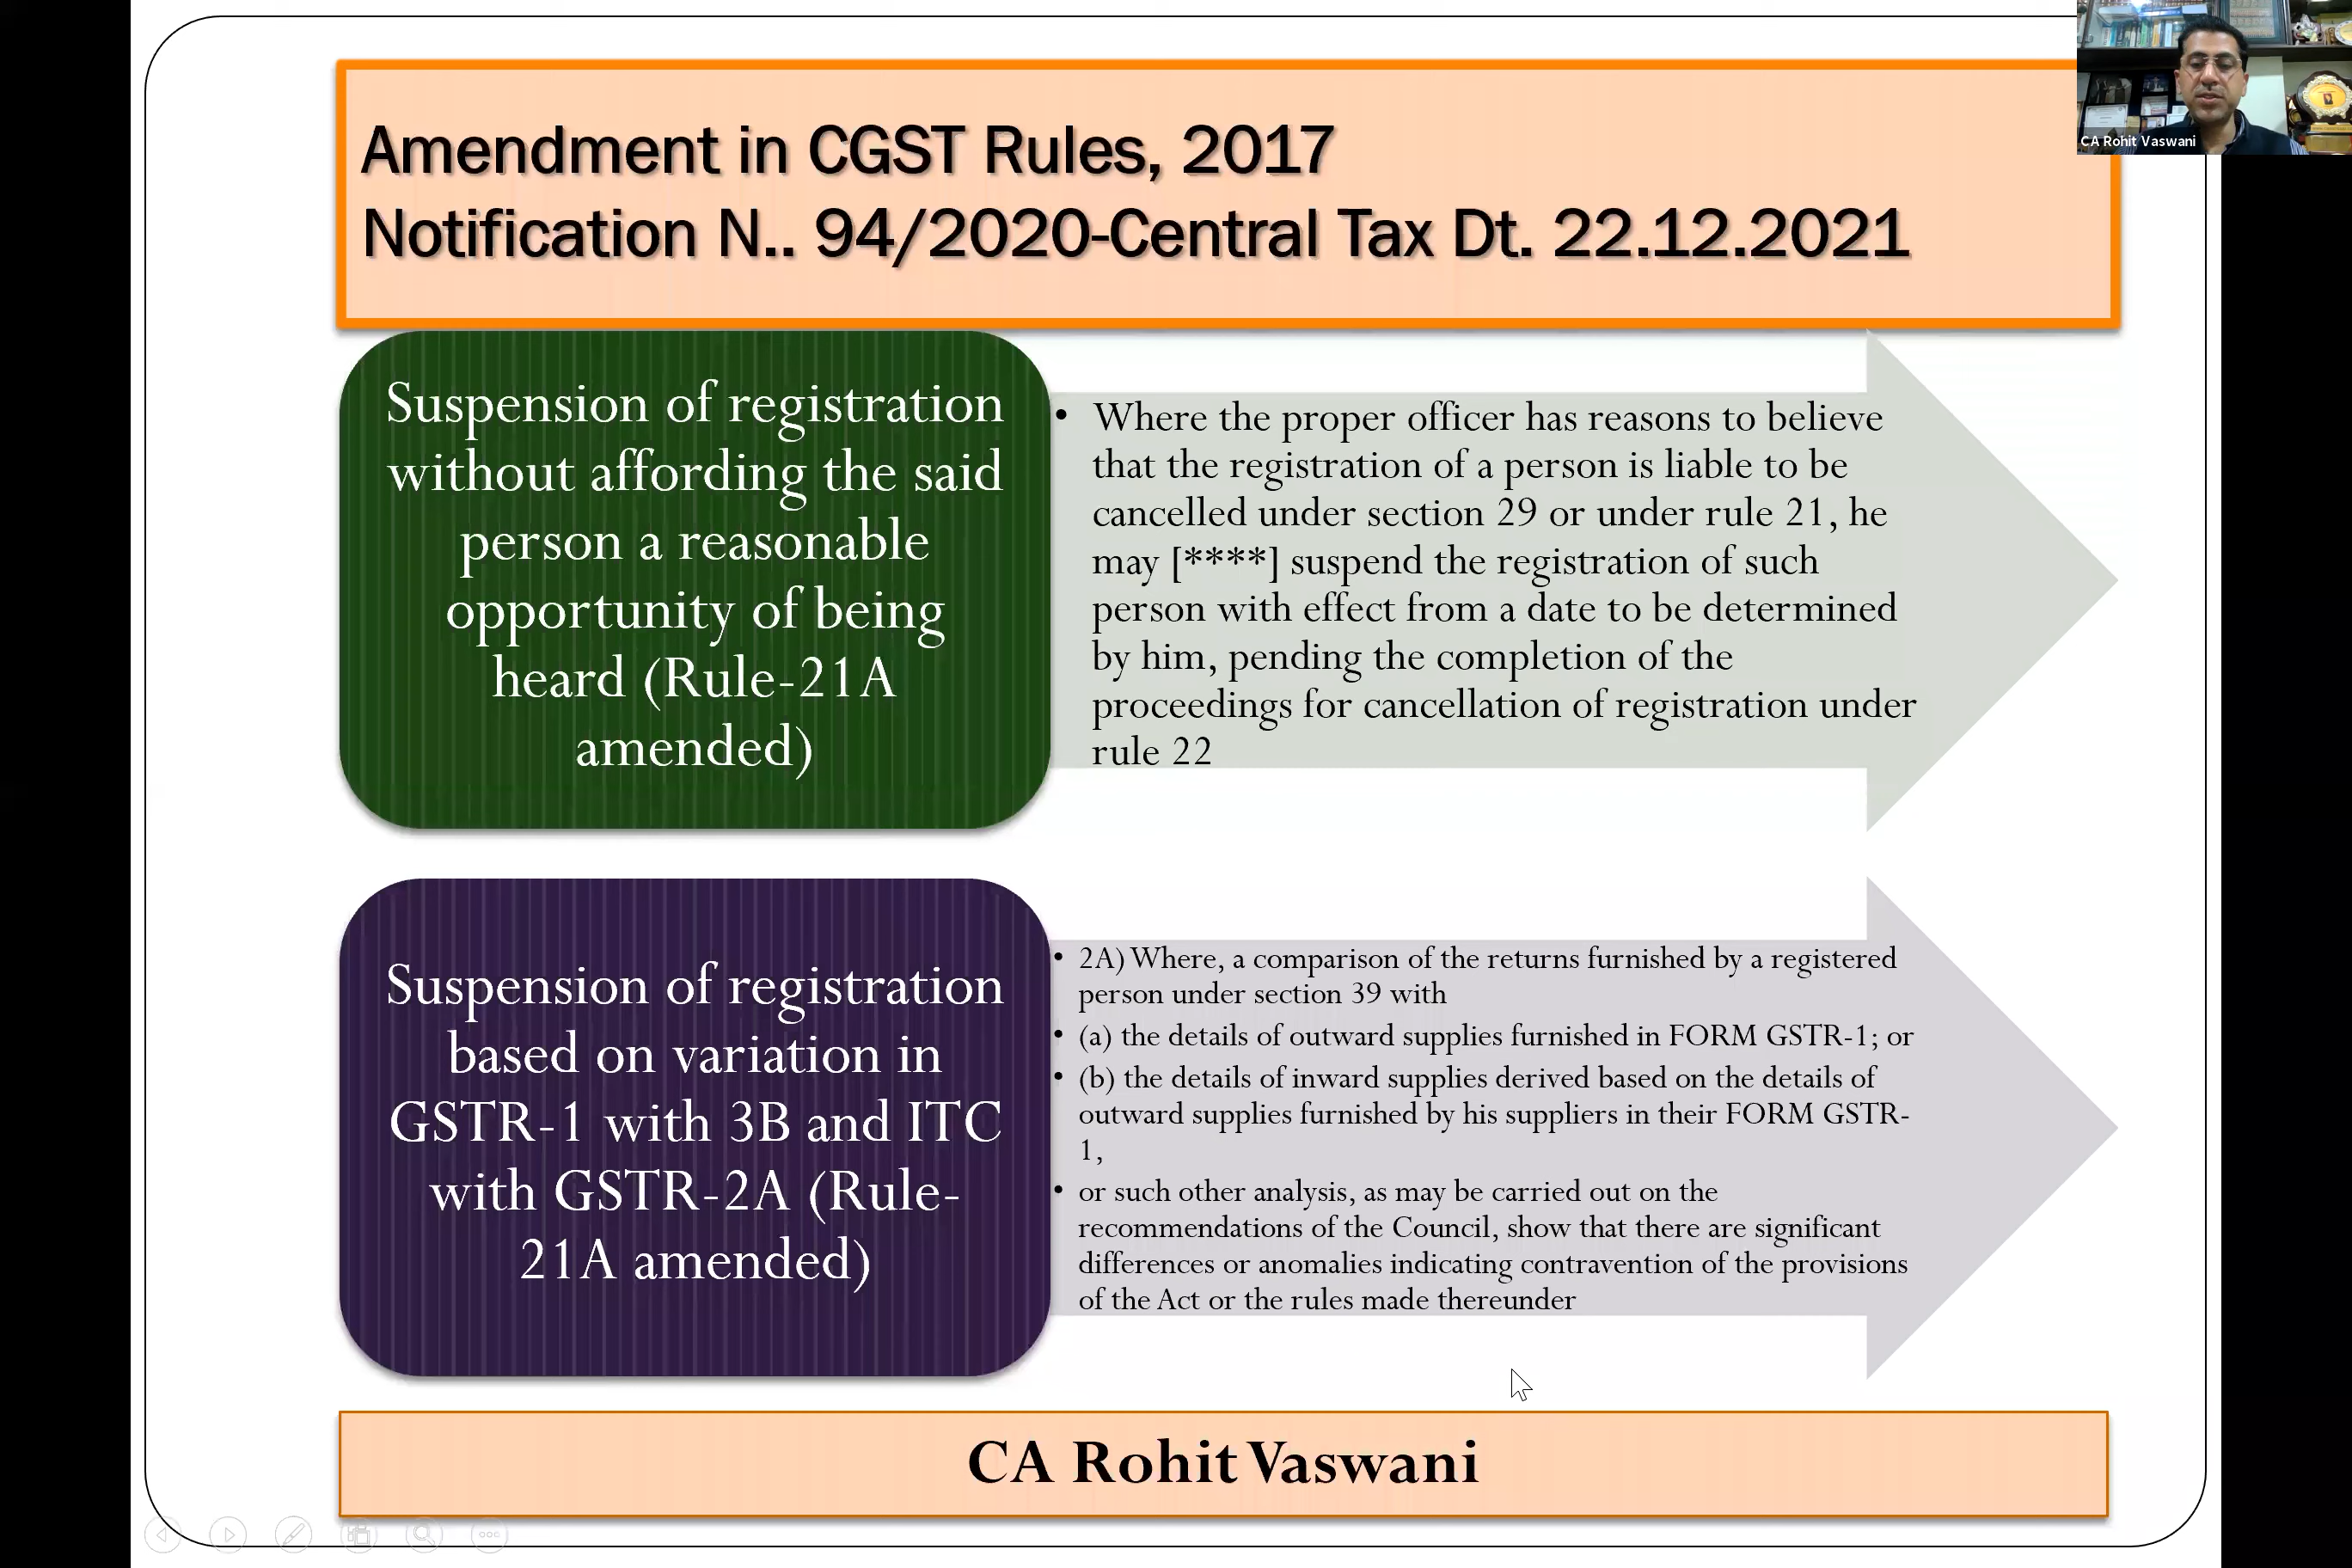 CA Rohit Vaswani
Amendment in CGST Rules, 2017
Notification N.. 94/2020-Central Tax Dt. 22.12.2021
Suspension of registration
without affording the said
person a reasonable
opportunity of being
heard (Rule-21A
amended)
• Where the proper officer has reasons to believe
that the registration of a person is liable to be
cancelled under section 29 or under rule 21, he
may [****] suspend the registration of such
person with effect from a date to be determined
by him, pending the completion of the
proceedings for cancellation of registration under
rule 22
Suspension of registration
based on variation in
GSTR-1 with 3B and ITC
with GSTR-2A (Rule-
21A amended)
• 2A) Where, a comparison of the returns furnished by a registered
person under section 39 with
• (a) the details of outward supplies furnished in FORM GSTR-1; or
• (b) the details of inward supplies derived based on the details of
outward supplies furnished by his suppliers in their FORM GSTR-
1,
• or such other analysis, as may be carried out on the
recommendations of the Council, show that there are significant
differences or anomalies indicating contravention of the provisions
of the Act or the rules made thereunder
CA Rohit Vaswani